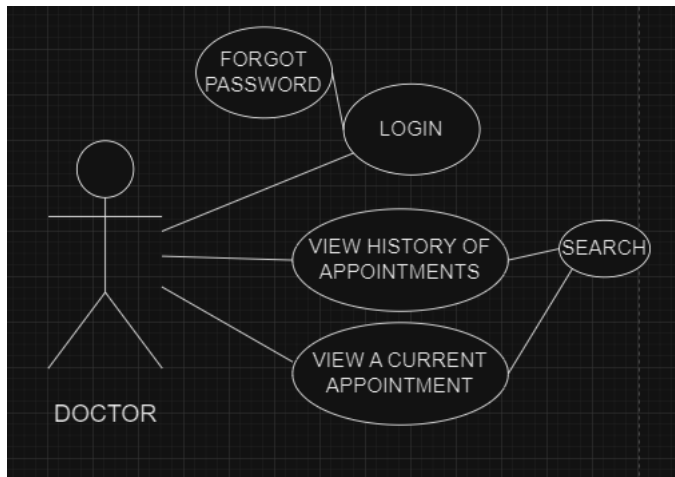 FORGOT
PASSWORD
LOGIN
VIEW HISTORY OF
APPOINTMENTS
SEARCH
VIEW A CURRENT
APPOINTMENT
DOCTOR